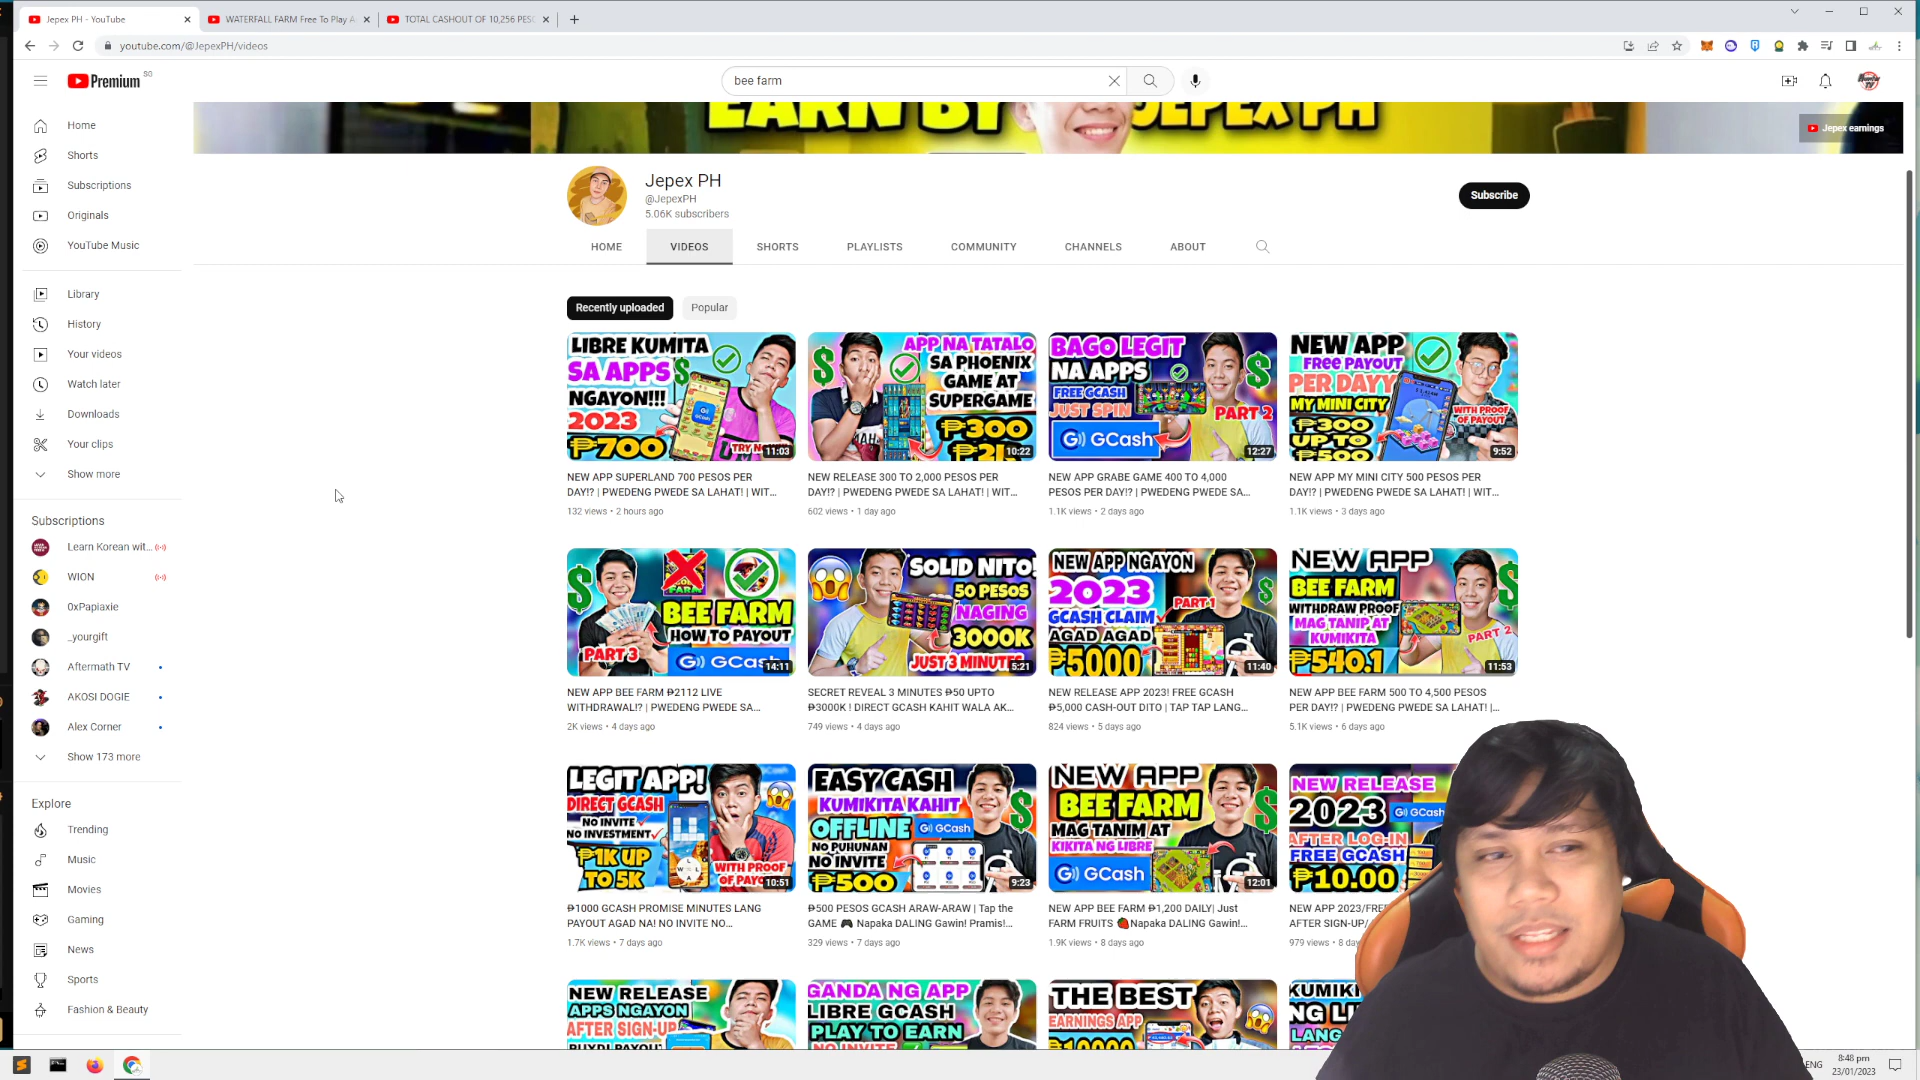 Jepex PH - YouTube
WATERFALL FARM Free To Play A
TOTAL CASHOUT OF 10,256 PES
youtube.com/@JepexPH/videos
Premium SG
bee farm
EARN BY JEPEX PH
Jepex earnings
Home
Shorts
Subscriptions
Originals
YouTube Music
Library
History
Your videos
Watch later
Downloads
Your clips
Show more
Subscriptions
Learn Korean wit...
WION
0xPapiaxie
_yourgift
Aftermath TV
AKOSI DOGIE
Alex Corner
Show 173 more
Explore
Trending
Music
Movies
Gaming
News
Sports
Fashion & Beauty
Jepex PH
@JepexPH
5.06K subscribers
Subscribe
HOME
VIDEOS
SHORTS
PLAYLISTS
COMMUNITY
CHANNELS
ABOUT
Recently uploaded
Popular
LIBRE KUMITA
SA APPS $
NGAYON!!!
2023
₱700
GCash
11:03
NEW APP SUPERLAND 700 PESOS PER
DAY!? | PWEDENG PWEDE SA LAHAT! | WIT...
132 views • 2 hours ago
APP NA TATALO
SA PHOENIX
GAME AT
SUPERGAME
₱300
10:22
NEW RELEASE 300 TO 2,000 PESOS PER
DAY!? | PWEDENG PWEDE SA LAHAT! | WIT...
602 views • 1 day ago
BAGO LEGIT
NA APPS
FREE GCASH
JUST SPIN
PART 2
GCash
12:27
NEW APP GRABE GAME 400 TO 4,000
PESOS PER DAY!? | PWEDENG PWEDE SA...
1.1K views • 2 days ago
NEW APP
FREE PAYOUT
PER DAYY
MY MINI CITY
₱300
UP TO
₱500
WITH PROOF
OF PAYOUT
9:52
NEW APP MY MINI CITY 500 PESOS PER
DAY!? | PWEDENG PWEDE SA LAHAT! | WIT...
1.1K views • 3 days ago
FARM
BEE FARM
HOW TO PAYOUT
PART 3
GCash
14:11
NEW APP BEE FARM ₱2112 LIVE
WITHDRAWAL!? | PWEDENG PWEDE SA...
2K views • 4 days ago
SOLID NITO!
50 PESOS
NAGING
3000K
JUST 3 MINUTE
5:21
SECRET REVEAL 3 MINUTES ₱50 UPTO
₱3000K ! DIRECT GCASH KAHIT WALA AK...
749 views • 4 days ago
NEW APP NGAYON
2023
GCASH CLAIM
PART 1
AGAD AGAD
₱5000
11:40
NEW RELEASE APP 2023! FREE GCASH
₱5,000 CASH-OUT DITO | TAP TAP LANG...
824 views • 5 days ago
NEW APP
BEE FARM
WITHDRAW PROOF
MAG TANIP AT
KUMIKITA
PART 2
₱540.1
11:53
NEW APP BEE FARM 500 TO 4,500 PESOS
PER DAY!? | PWEDENG PWEDE SA LAHAT! |...
5.1K views • 6 days ago
LEGIT APP!
DIRECT GCASH
NO INVITE
NO INVESTMENT
₱1K UP
TO 5K
WITH PROOF
10:51
₱1000 GCASH PROMISE MINUTES LANG
PAYOUT AGAD NA! NO INVITE NO...
1.7K views • 7 days ago
EASY CASH
KUMIKITA KAHIT
OFFLINE
GCash
NO PUHUNAN
NO INVITE
₱500
9:23
₱500 PESOS GCASH ARAW-ARAW | Tap the
GAME 🎮 Napaka DALING Gawin! Pramis!...
329 views • 7 days ago
NEW APP
BEE FARM
MAG TANIM AT
KIKITA NG LIBRE
GCash
12:01
NEW APP BEE FARM ₱1,200 DAILY| Just
FARM FRUITS 🍓Napaka DALING Gawin!...
1.9K views • 8 days ago
NEW RELEASE
2023
GCash
AFTER LOG-IN
FREE GCASH
₱10.00
NEW APP 2023/FRE
AFTER SIGN-UP/
979 views • 8 day
NEW RELEASE
APPS NGAYON
AFTER SIGN-UP
GANDA NG APP
LIBRE GCASH
PLAY TO EARN
NO INVITE
THE BEST
EARNINGS APP
KUMIKI
NG LI
LANG
ENG
8:48 pm
23/01/2023